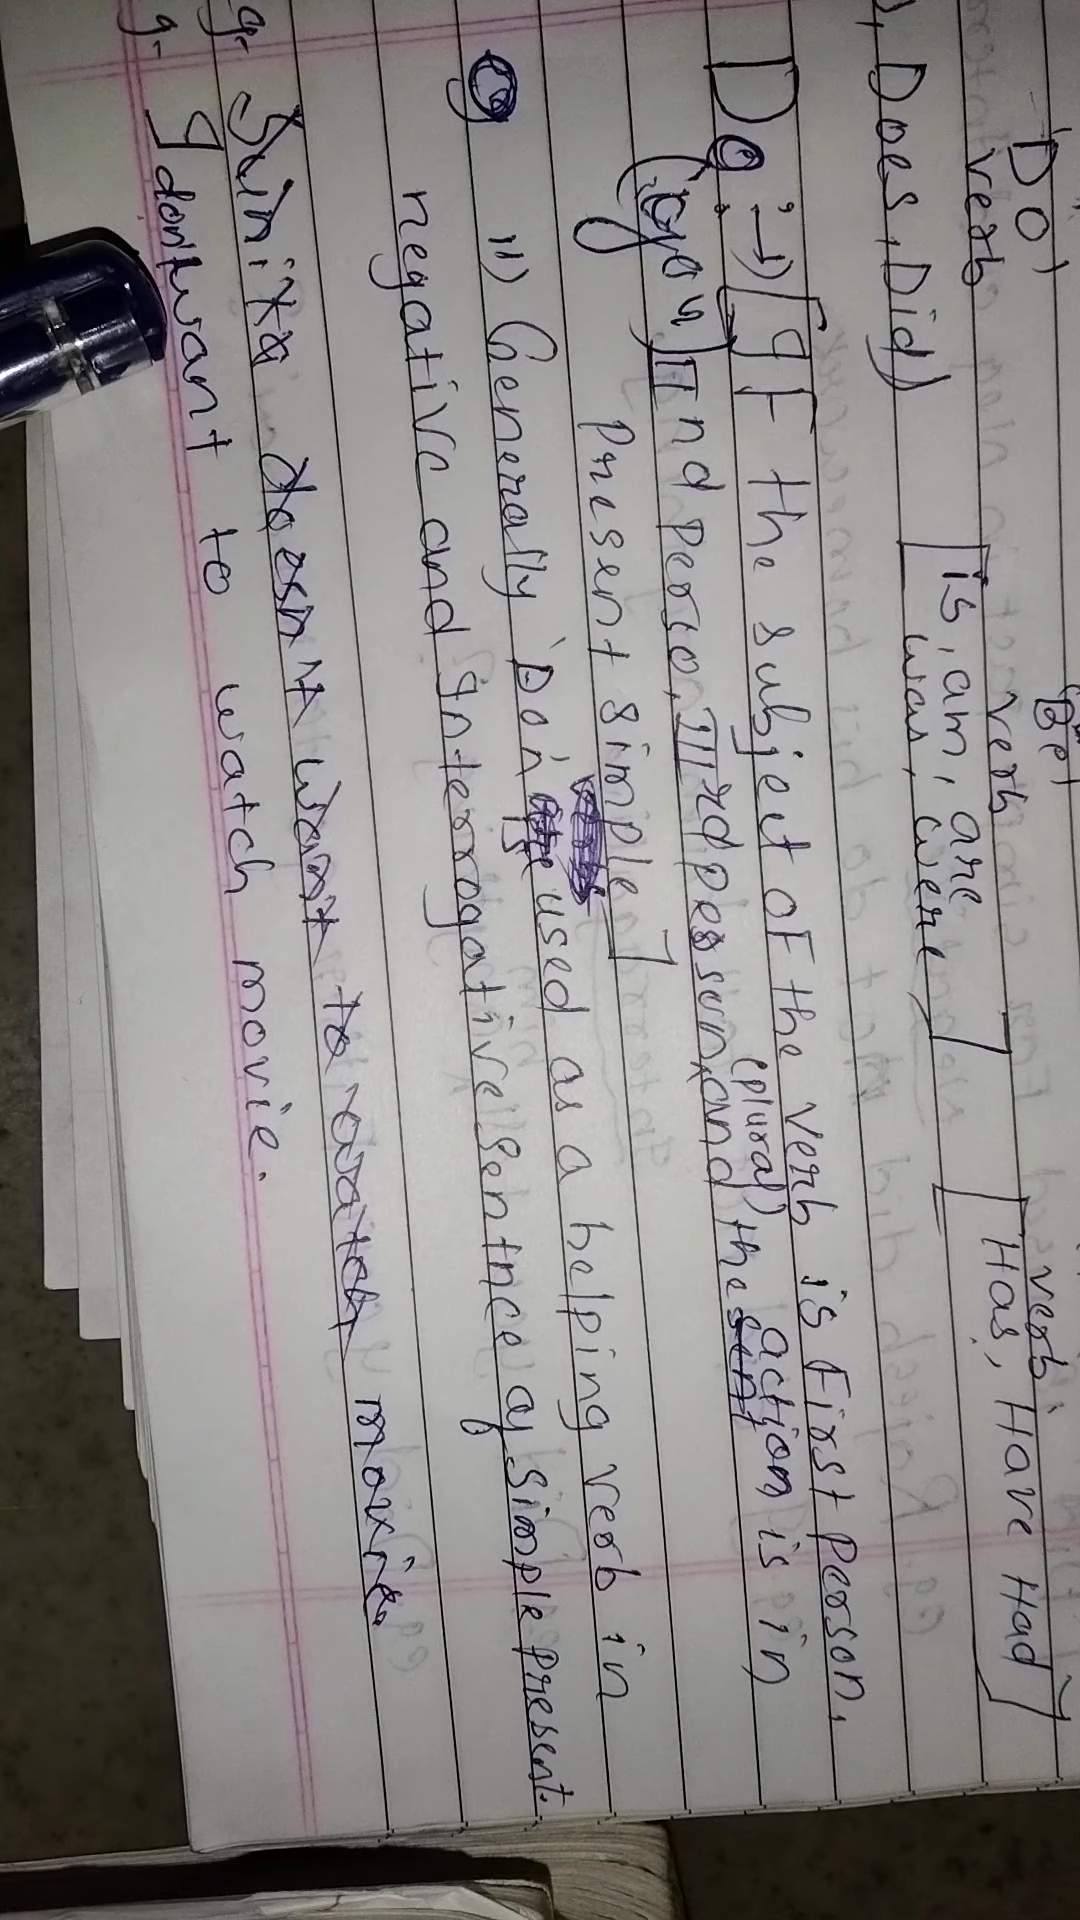 'Do' verb "Be" verb verb
Does, Did) [is, am, are [Has, Have Had]
was, were]
Do :→ i) [IF the subject of the verb is First person,
IInd person, IIIrd person (plural) and the action is in
Present simple]
ii) Generally 'Do' is used as a helping verb in
negative and Interrogative sentnce of simple present.
g- Sunita doesn't want to watch movie.
g- I don't want to watch movie.